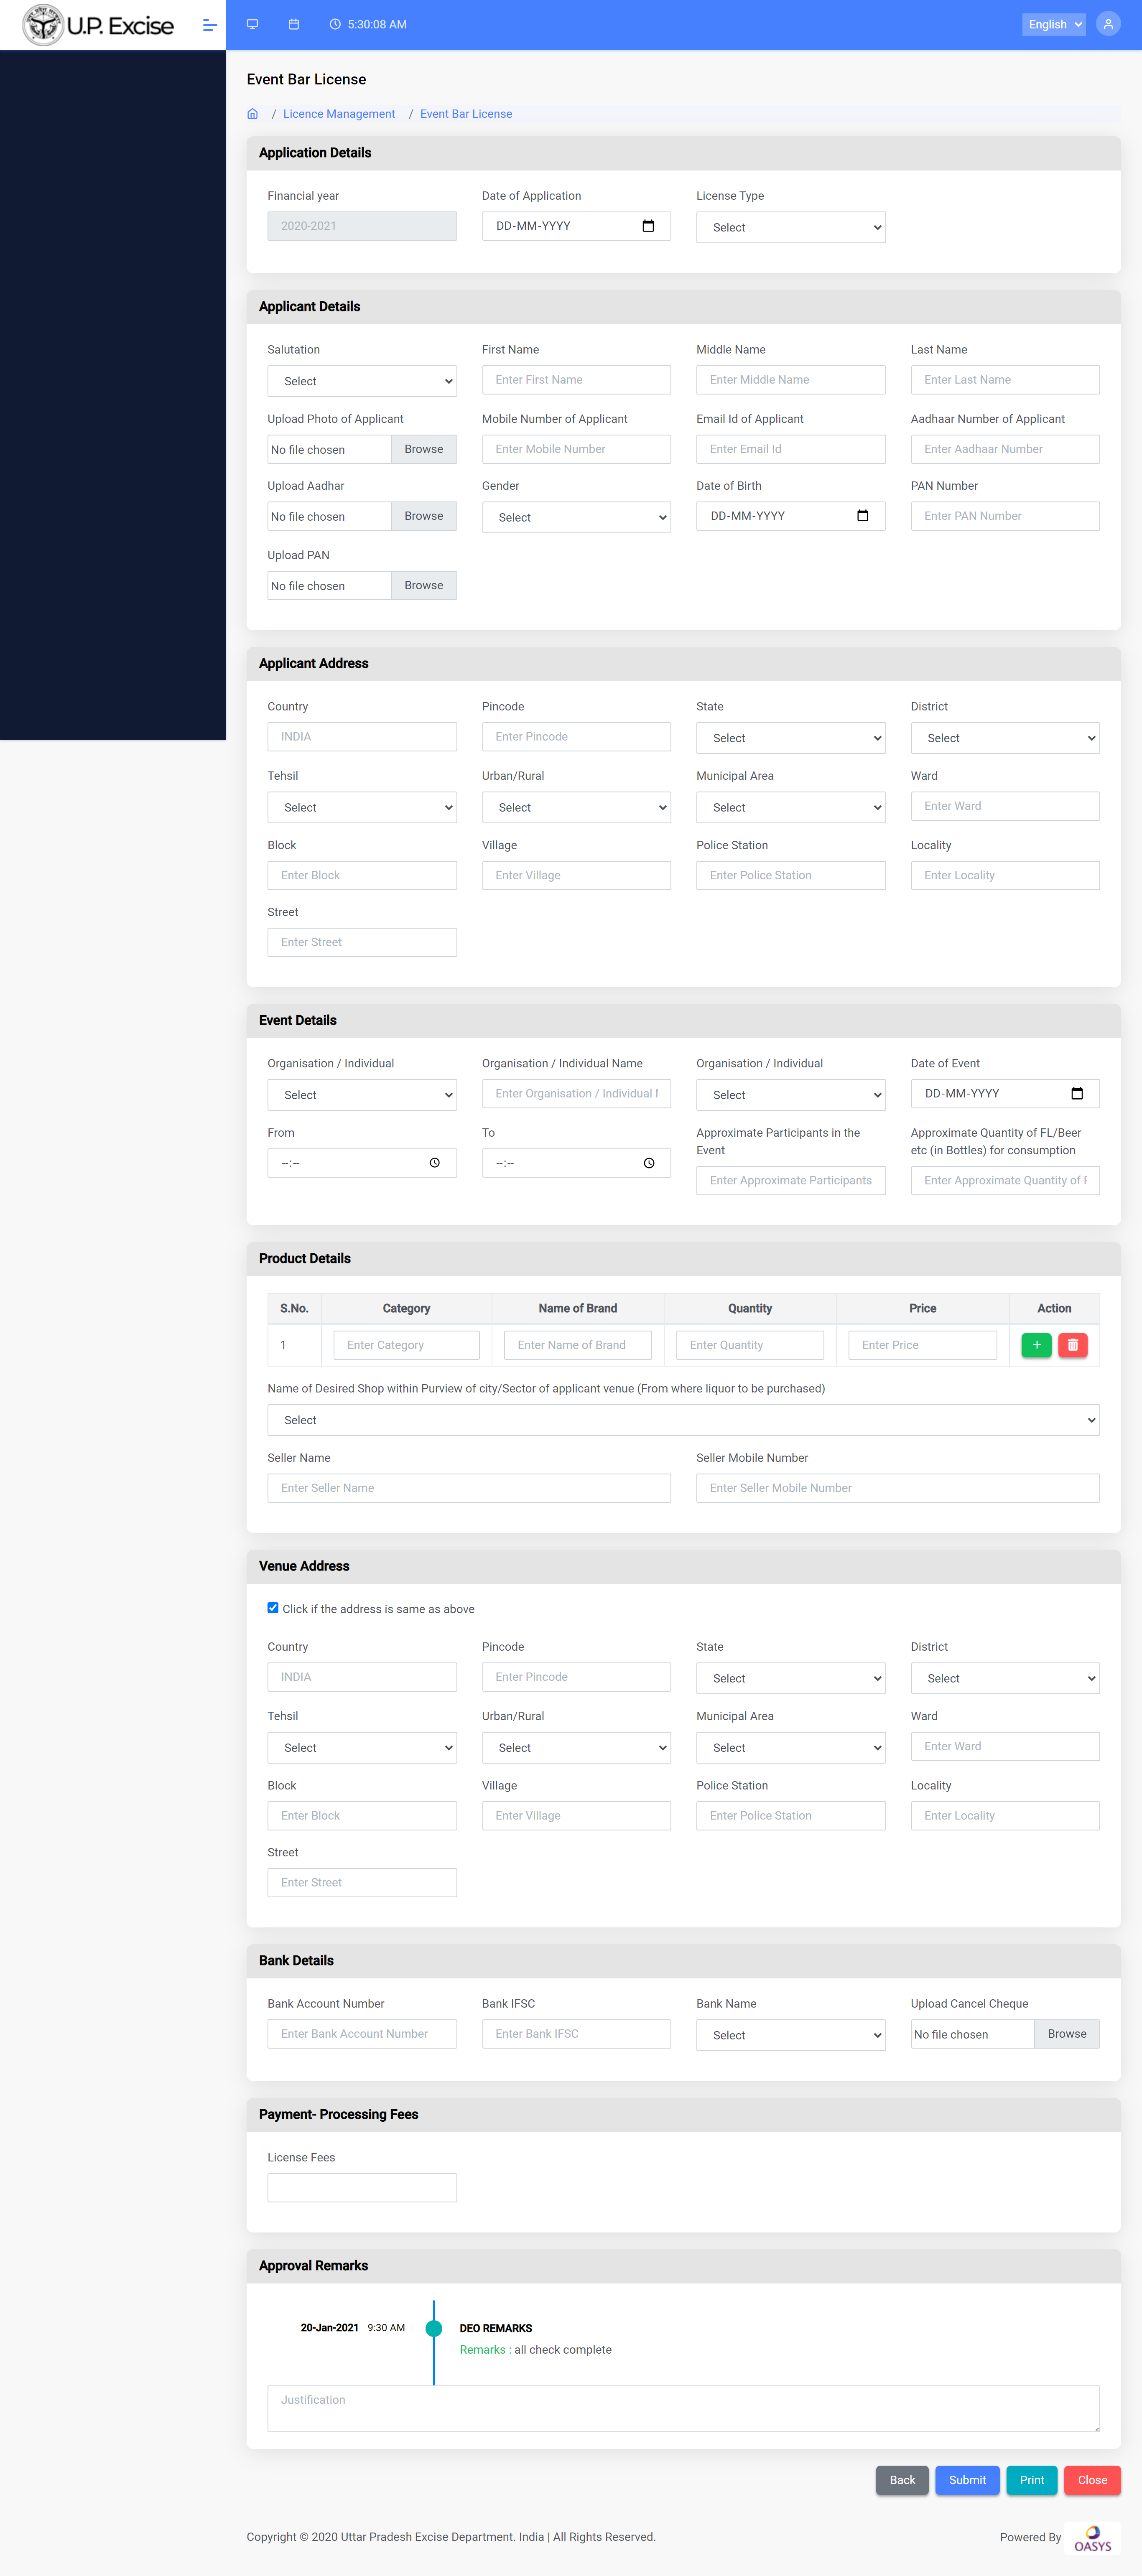 U.P. Excise
5:30:08 AM
English
Event Bar License
/ Licence Management / Event Bar License
Application Details
Financial year
Date of Application
License Type
2020-2021
DD-MM-YYYY
Select
Applicant Details
Salutation
First Name
Middle Name
Last Name
Select
Enter First Name
Enter Middle Name
Enter Last Name
Upload Photo of Applicant
Mobile Number of Applicant
Email Id of Applicant
Aadhaar Number of Applicant
No file chosen
Browse
Enter Mobile Number
Enter Email Id
Enter Aadhaar Number
Upload Aadhar
Gender
Date of Birth
PAN Number
No file chosen
Browse
Select
DD-MM-YYYY
Enter PAN Number
Upload PAN
No file chosen
Browse
Applicant Address
Country
Pincode
State
District
INDIA
Enter Pincode
Select
Select
Tehsil
Urban/Rural
Municipal Area
Ward
Select
Select
Select
Enter Ward
Block
Village
Police Station
Locality
Enter Block
Enter Village
Enter Police Station
Enter Locality
Street
Enter Street
Event Details
Organisation / Individual
Organisation / Individual Name
Organisation / Individual
Date of Event
Select
Enter Organisation / Individual
Select
DD-MM-YYYY
From
To
Approximate Participants in the
Event
Approximate Quantity of FL/Beer
etc (in Bottles) for consumption
--:--
--:--
Enter Approximate Participants
Enter Approximate Quantity of
Product Details
S.No.
Category
Name of Brand
Quantity
Price
Action
1
Enter Category
Enter Name of Brand
Enter Quantity
Enter Price
+
Name of Desired Shop within Purview of city/Sector of applicant venue (From where liquor to be purchased)
Select
Seller Name
Seller Mobile Number
Enter Seller Name
Enter Seller Mobile Number
Venue Address
Click if the address is same as above
Country
Pincode
State
District
INDIA
Enter Pincode
Select
Select
Tehsil
Urban/Rural
Municipal Area
Ward
Select
Select
Select
Enter Ward
Block
Village
Police Station
Locality
Enter Block
Enter Village
Enter Police Station
Enter Locality
Street
Enter Street
Bank Details
Bank Account Number
Bank IFSC
Bank Name
Upload Cancel Cheque
Enter Bank Account Number
Enter Bank IFSC
Select
No file chosen
Browse
Payment- Processing Fees
License Fees
Approval Remarks
20-Jan-2021 9:30 AM
DEO REMARKS
Remarks : all check complete
Justification
Back
Submit
Print
Close
Copyright © 2020 Uttar Pradesh Excise Department. India | All Rights Reserved.
Powered By
OASYS